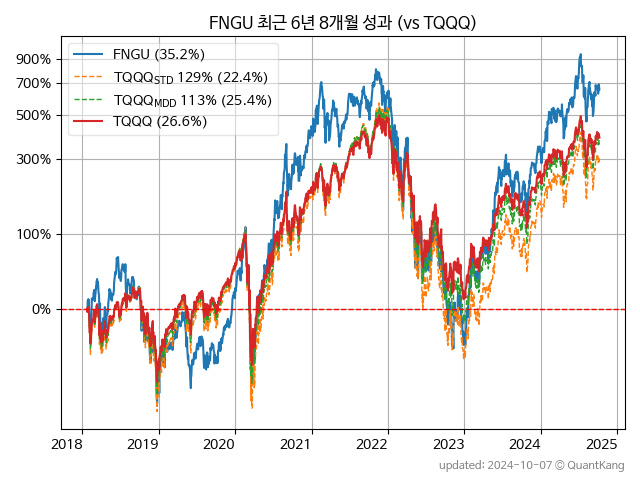 FNGU 최근 6년 8개월 성과 (vs TQQQ)
FNGU (35.2%)
TQQQSTD 129% (22.4%)
TQQQMDD 113% (25.4%)
TQQQ (26.6%)
900%
700%
500%
300%
100%
0%
2018 2019 2020 2021 2022 2023 2024 2025
updated: 2024-10-07 © QuantKang